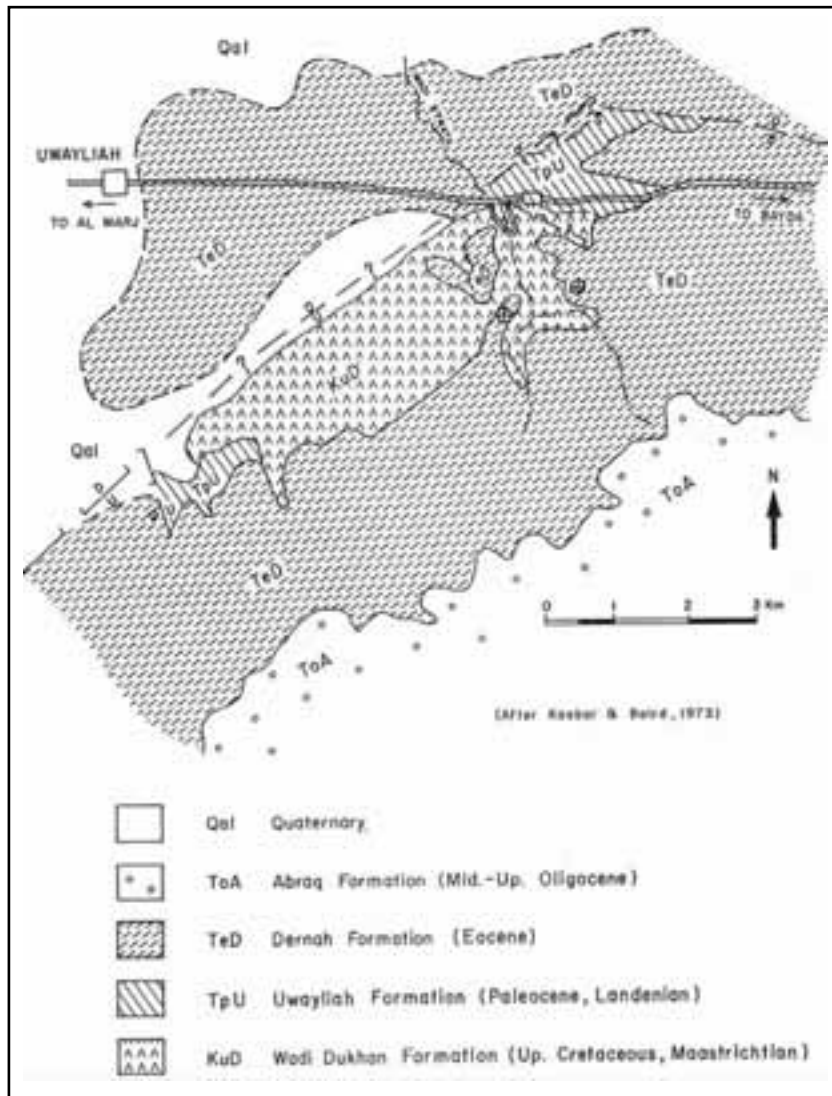 Qal
TeD
UWAYLIAH
TpU
D
TO AL MARJ
TO BAYDA
TeD
TeD
?
D
?
KuD
Qal
TpU
D
U
N
ToA
TeD
0 1 2 3 Km
ToA
(After Kosbar & Baird, 1973)
Qal Quaternary
ToA Abraq Formation (Mid.-Up. Oligocene)
TeD Dernah Formation (Eocene)
TpU Uwayliah Formation (Paleocene, Landenian)
KuD Wadi Dukhan Formation (Up. Cretaceous, Maastrichtian)